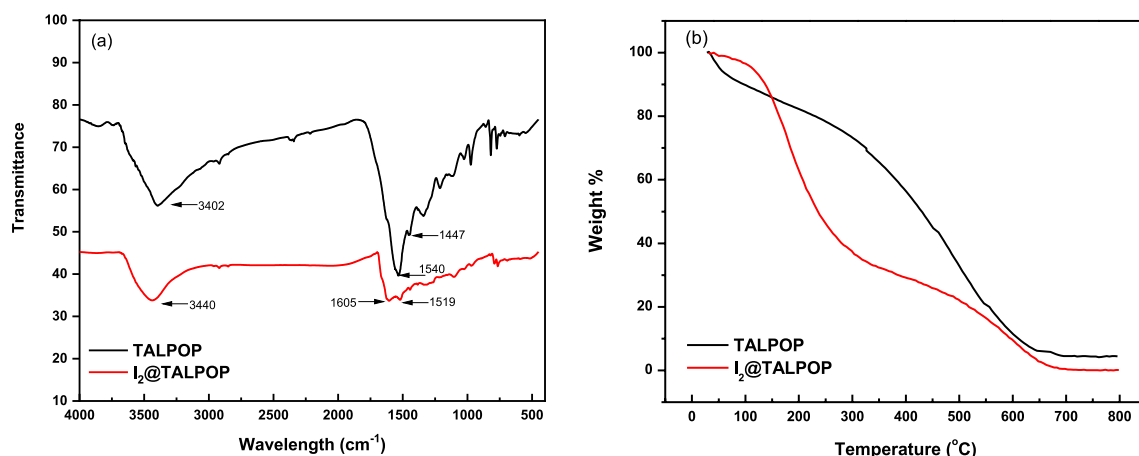 (a)
Transmittance
100
90
80
70
60
50
40
30
20
10
3402
1447
1540
1605
1519
3440
TALPOP
I₂@TALPOP
4000 3500 3000 2500 2000 1500 1000 500
Wavelength (cm⁻¹)
(b)
Weight %
100
80
60
40
20
0
TALPOP
I₂@TALPOP
0 100 200 300 400 500 600 700 800
Temperature (°C)